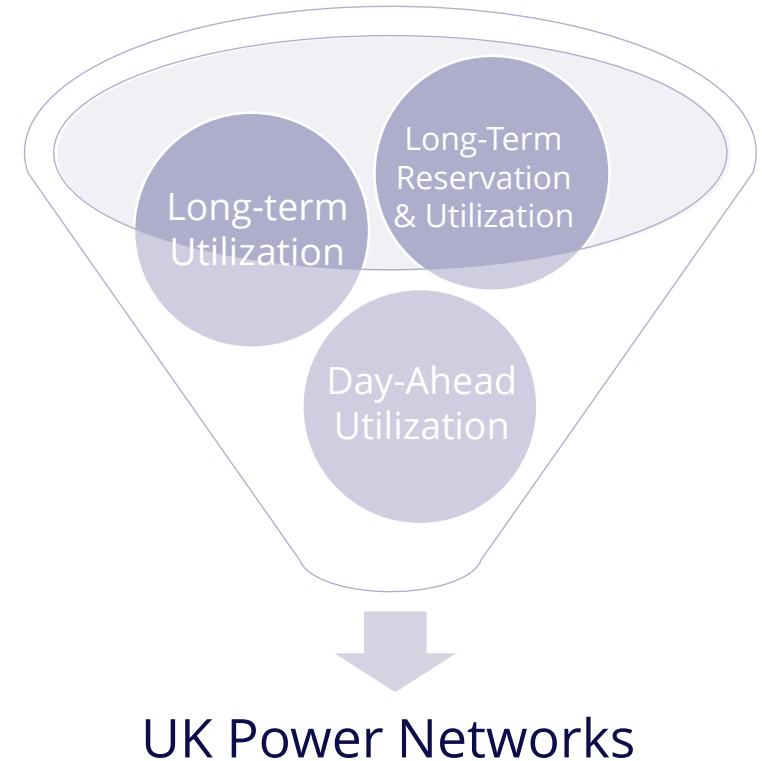 Long-term
Utilization
Long-Term
Reservation
& Utilization
Day-Ahead
Utilization
UK Power Networks